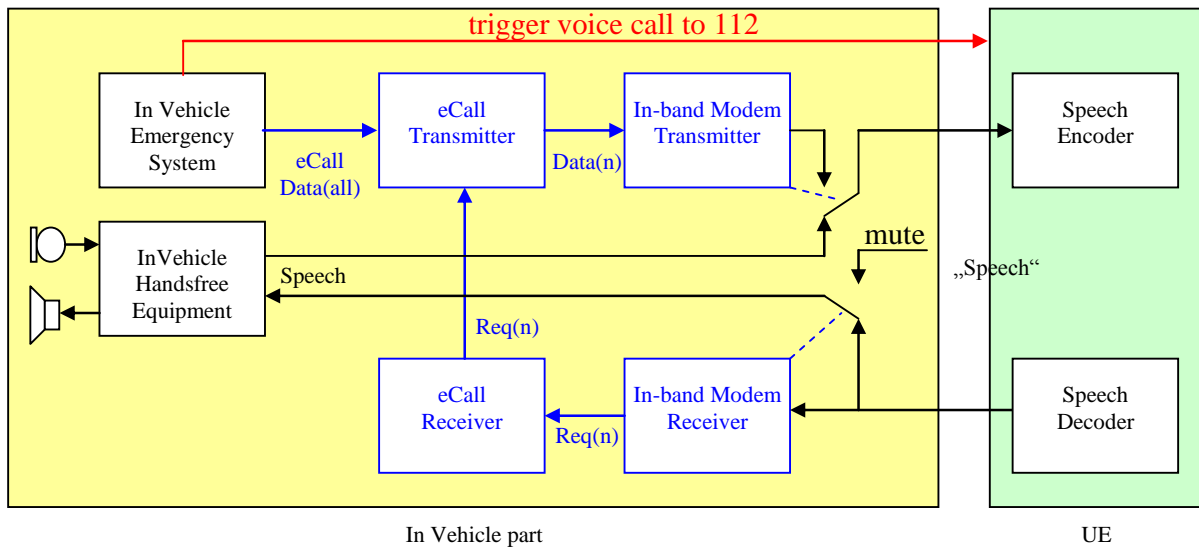 trigger voice call to 112
In Vehicle
Emergency
System
eCall
Data(all)
eCall
Transmitter
Data(n)
In-band Modem
Transmitter
Speech
Encoder
InVehicle
Handsfree
Equipment
Speech
mute
„Speech“
Req(n)
eCall
Receiver
Req(n)
In-band Modem
Receiver
Speech
Decoder
In Vehicle part
UE